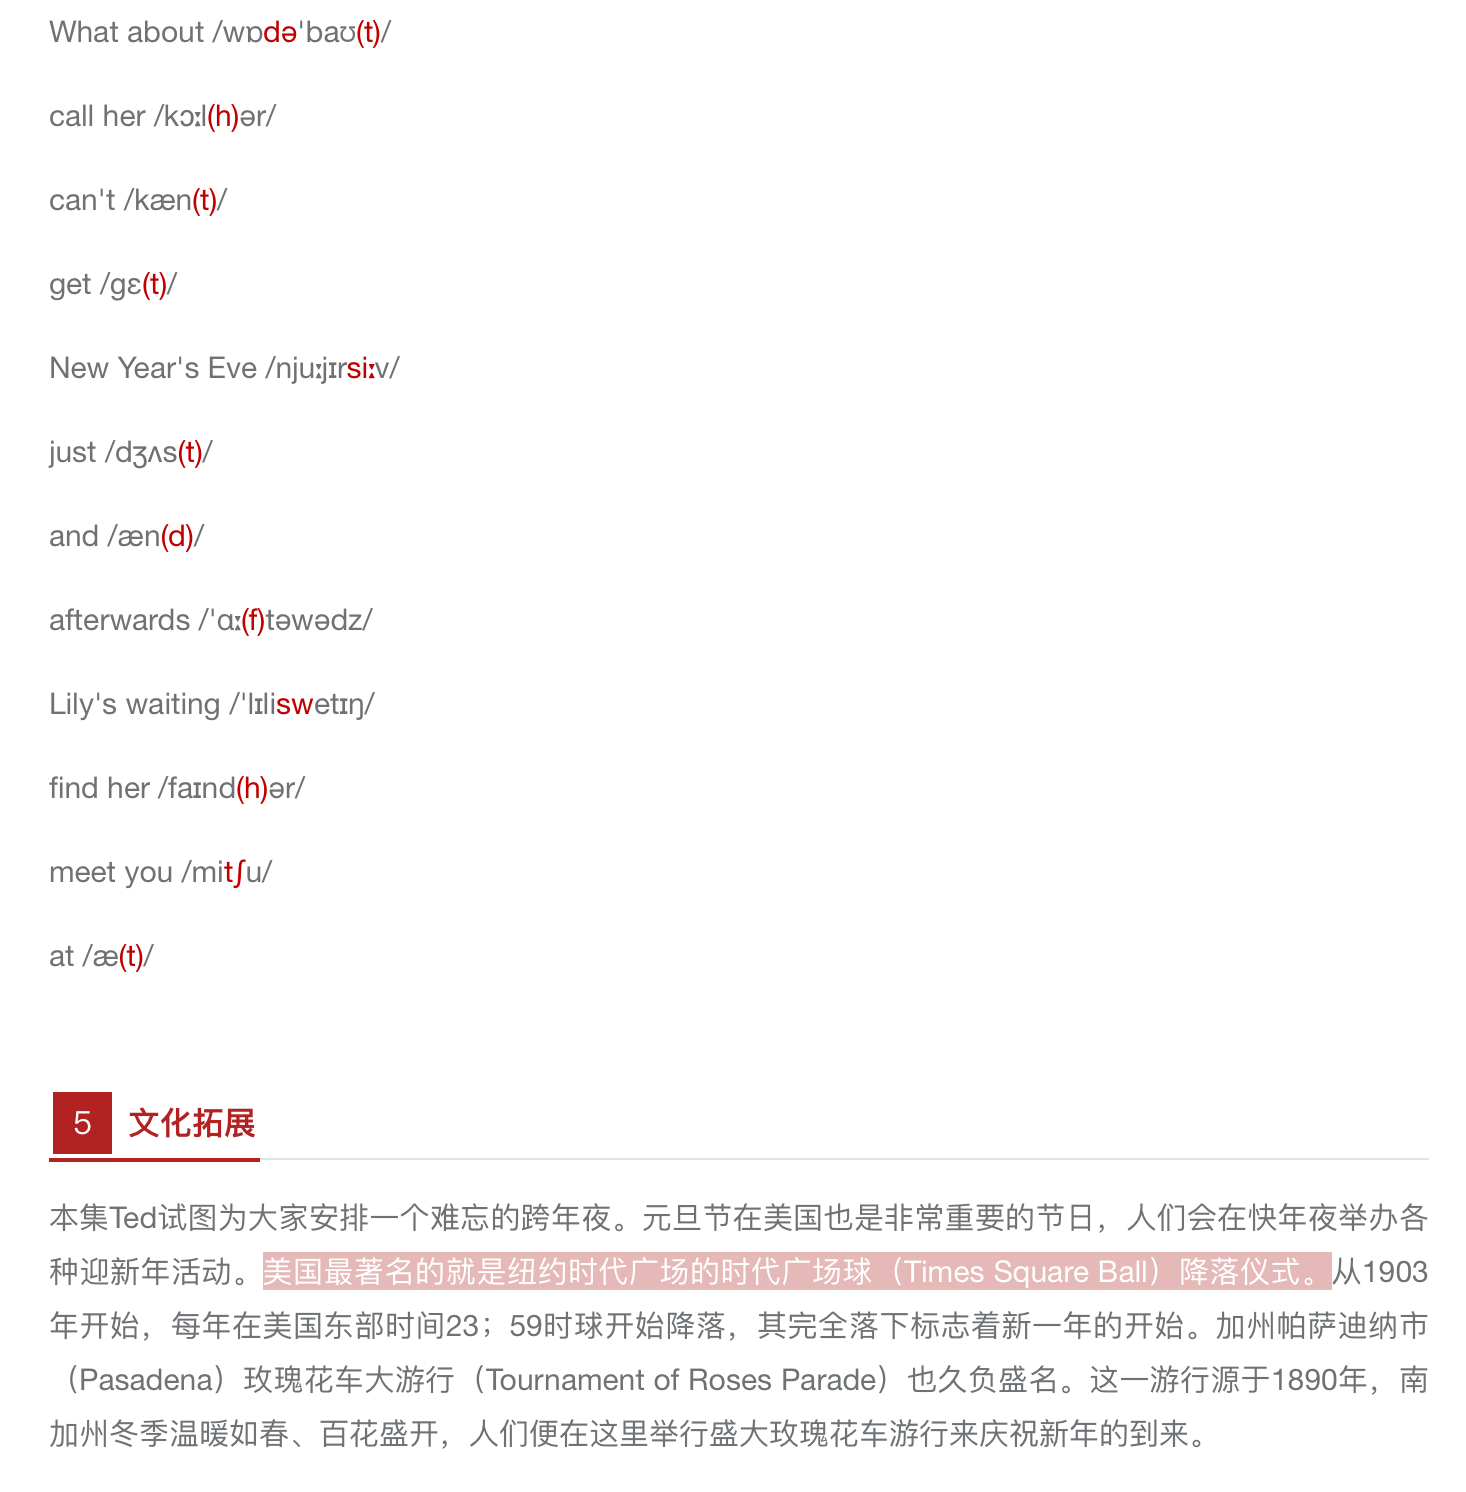 What about /wɒdə'baʊ(t)/
call her /kɔːl(h)ər/
can't /kæn(t)/
get /gɛ(t)/
New Year's Eve /njuːjɪrsiːv/
just /dʒʌs(t)/
and /æn(d)/
afterwards /'ɑː(f)təwədz/
Lily's waiting /'lɪliswetɪŋ/
find her /faɪnd(h)ər/
meet you /mitʃu/
at /æ(t)/
5 文化拓展
本集Ted试图为大家安排一个难忘的跨年夜。元旦节在美国也是非常重要的节日，人们会在快年夜举办各
种迎新年活动。美国最著名的就是纽约时代广场的时代广场球（Times Square Ball）降落仪式。从1903
年开始，每年在美国东部时间23；59时球开始降落，其完全落下标志着新一年的开始。加州帕萨迪纳市
（Pasadena）玫瑰花车大游行（Tournament of Roses Parade）也久负盛名。这一游行源于1890年，南
加州冬季温暖如春、百花盛开，人们便在这里举行盛大玫瑰花车游行来庆祝新年的到来。